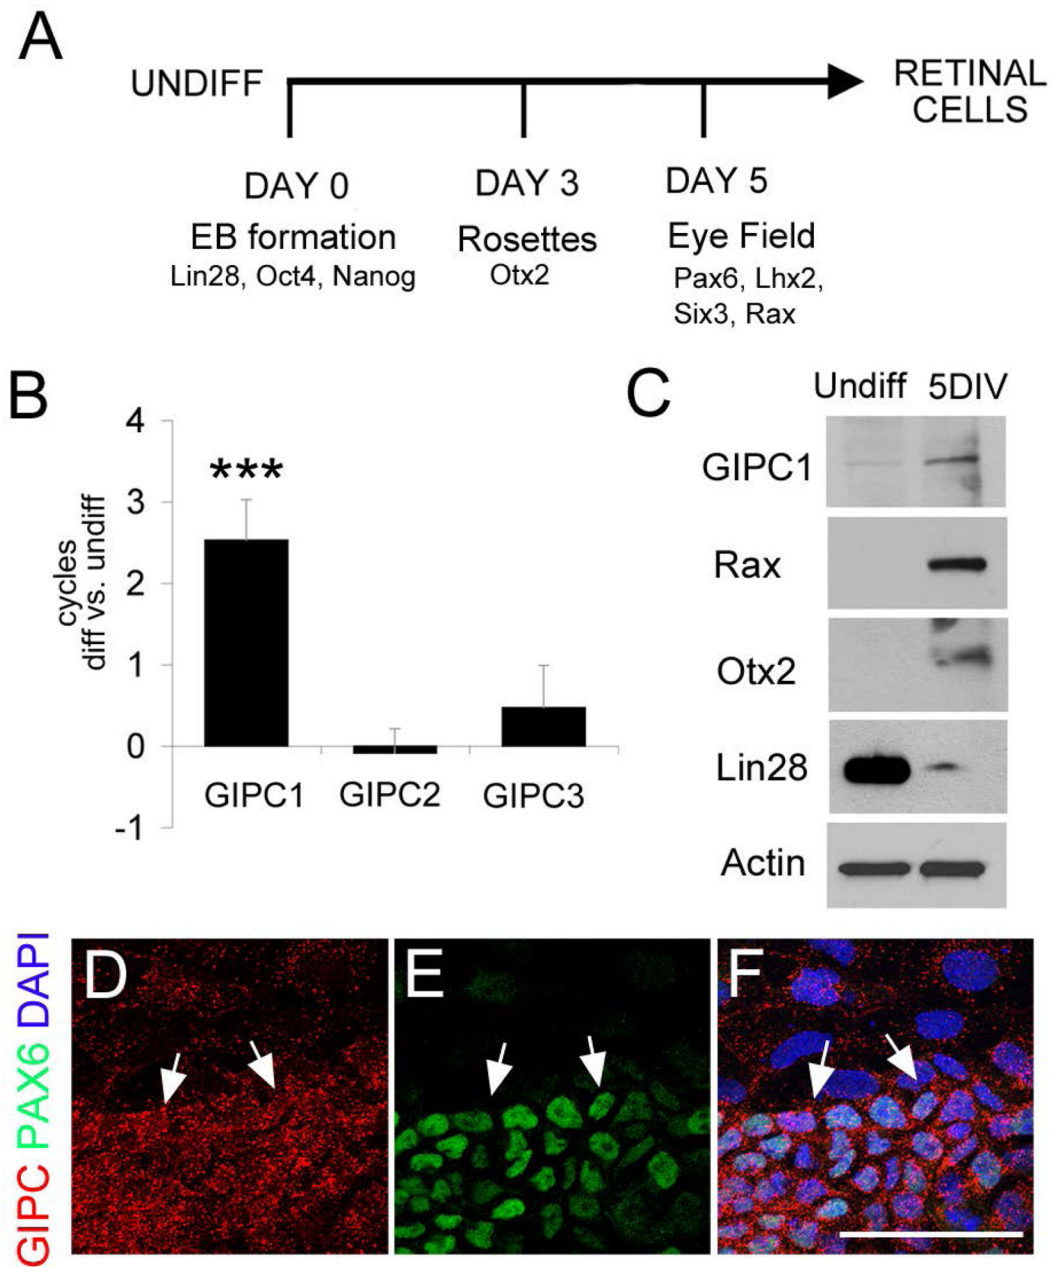 A
UNDIFF
RETINAL
CELLS
DAY 0
DAY 3
DAY 5
EB formation
Rosettes
Eye Field
Lin28, Oct4, Nanog
Otx2
Pax6, Lhx2,
Six3, Rax
B
cycles
diff vs. undiff
4
3
2
1
0
-1
***
GIPC1
GIPC2
GIPC3
C
Undiff
5DIV
GIPC1
Rax
Otx2
Lin28
Actin
GIPC PAX6 DAPI
D
E
F